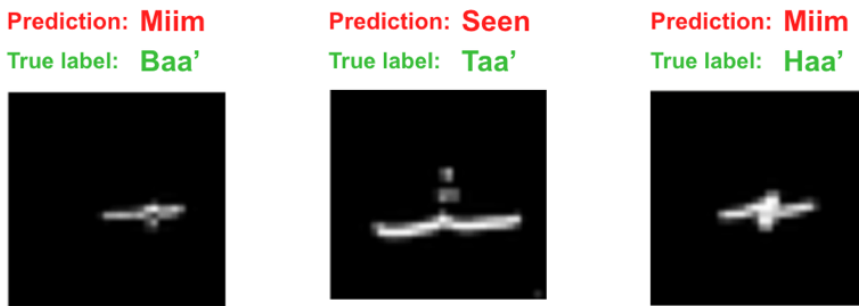 Prediction: Miim
True label: Baa’
Prediction: Seen
True label: Taa’
Prediction: Miim
True label: Haa’